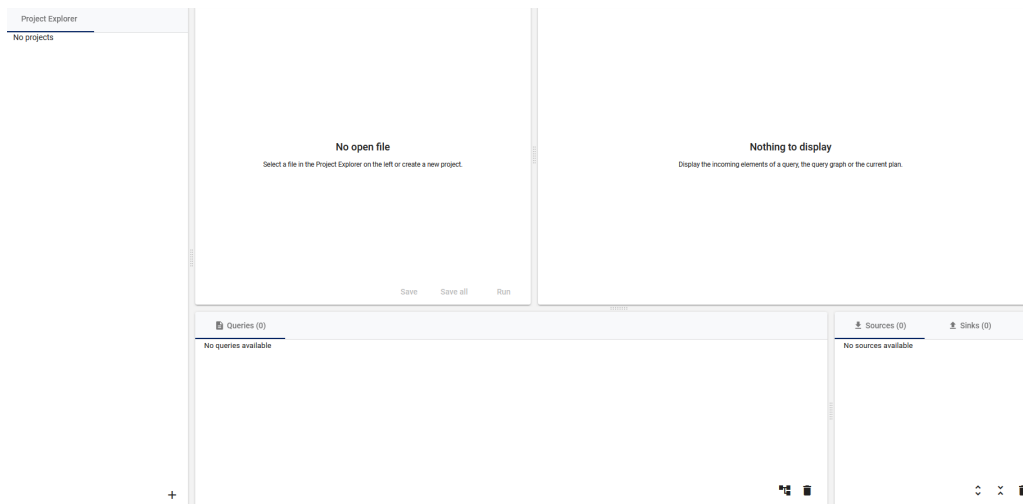 Project Explorer
No projects
No open file
Select a file in the Project Explorer on the left or create a new project.
Save Save all Run
Nothing to display
Display the incoming elements of a query, the query graph or the current plan.
Queries (0)
No queries available
Sources (0) Sinks (0)
No sources available